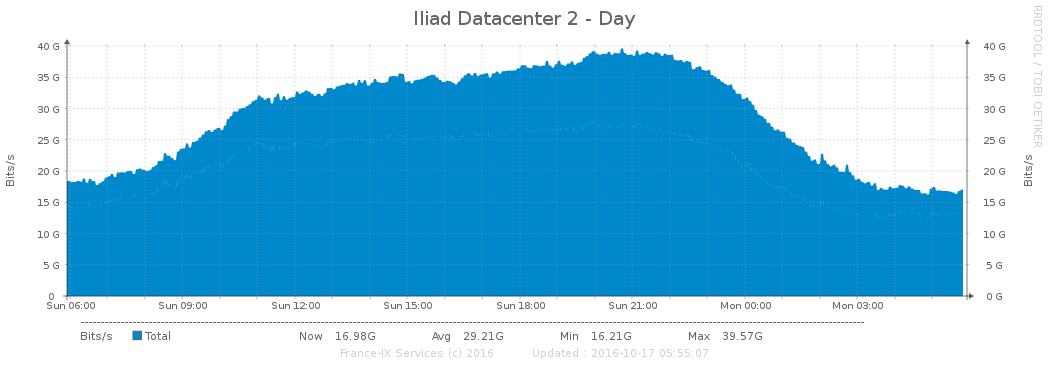 Iliad Datacenter 2 - Day
RRDTOOL / TOBI OETIKER
40 G 40 G
35 G 35 G
30 G 30 G
25 G 25 G
20 G 20 G
15 G 15 G
10 G 10 G
5 G 5 G
0 0 G
Bits/s
Bits/s
Sun 06:00 Sun 09:00 Sun 12:00 Sun 15:00 Sun 18:00 Sun 21:00 Mon 00:00 Mon 03:00
Bits/s Total Now 16.98G Avg 29.21G Min 16.21G Max 39.57G
France-IX Services (c) 2016 Updated : 2016-10-17 05:55:07